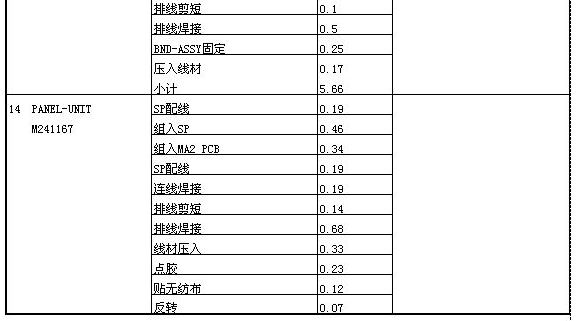 排线剪短 0.1
排线焊接 0.5
BND-ASSY固定 0.25
压入线材 0.17
小计 5.66
14 PANEL-UNIT SP配线 0.19
M241167 组入SP 0.46
组入MA2 PCB 0.34
SP配线 0.19
连线焊接 0.19
排线剪短 0.14
排线焊接 0.68
线材压入 0.33
点胶 0.23
贴无纺布 0.12
反转 0.07